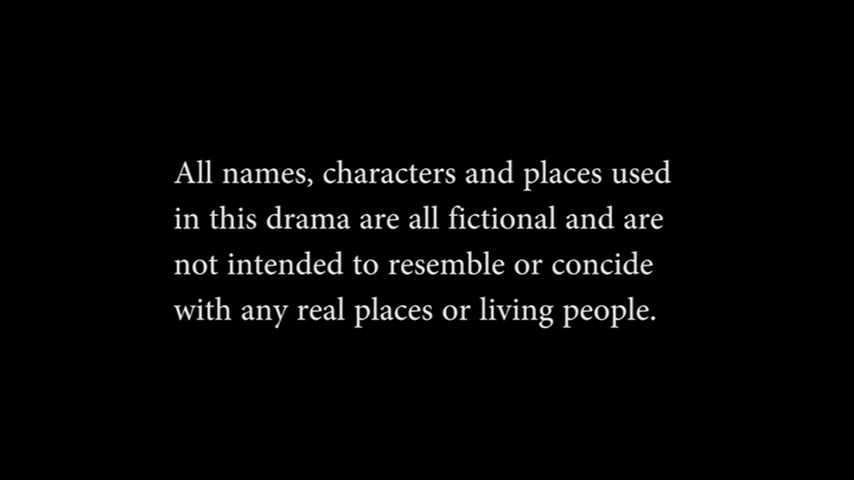 All names, characters and places used
in this drama are all fictional and are
not intended to resemble or concide
with any real places or living people.